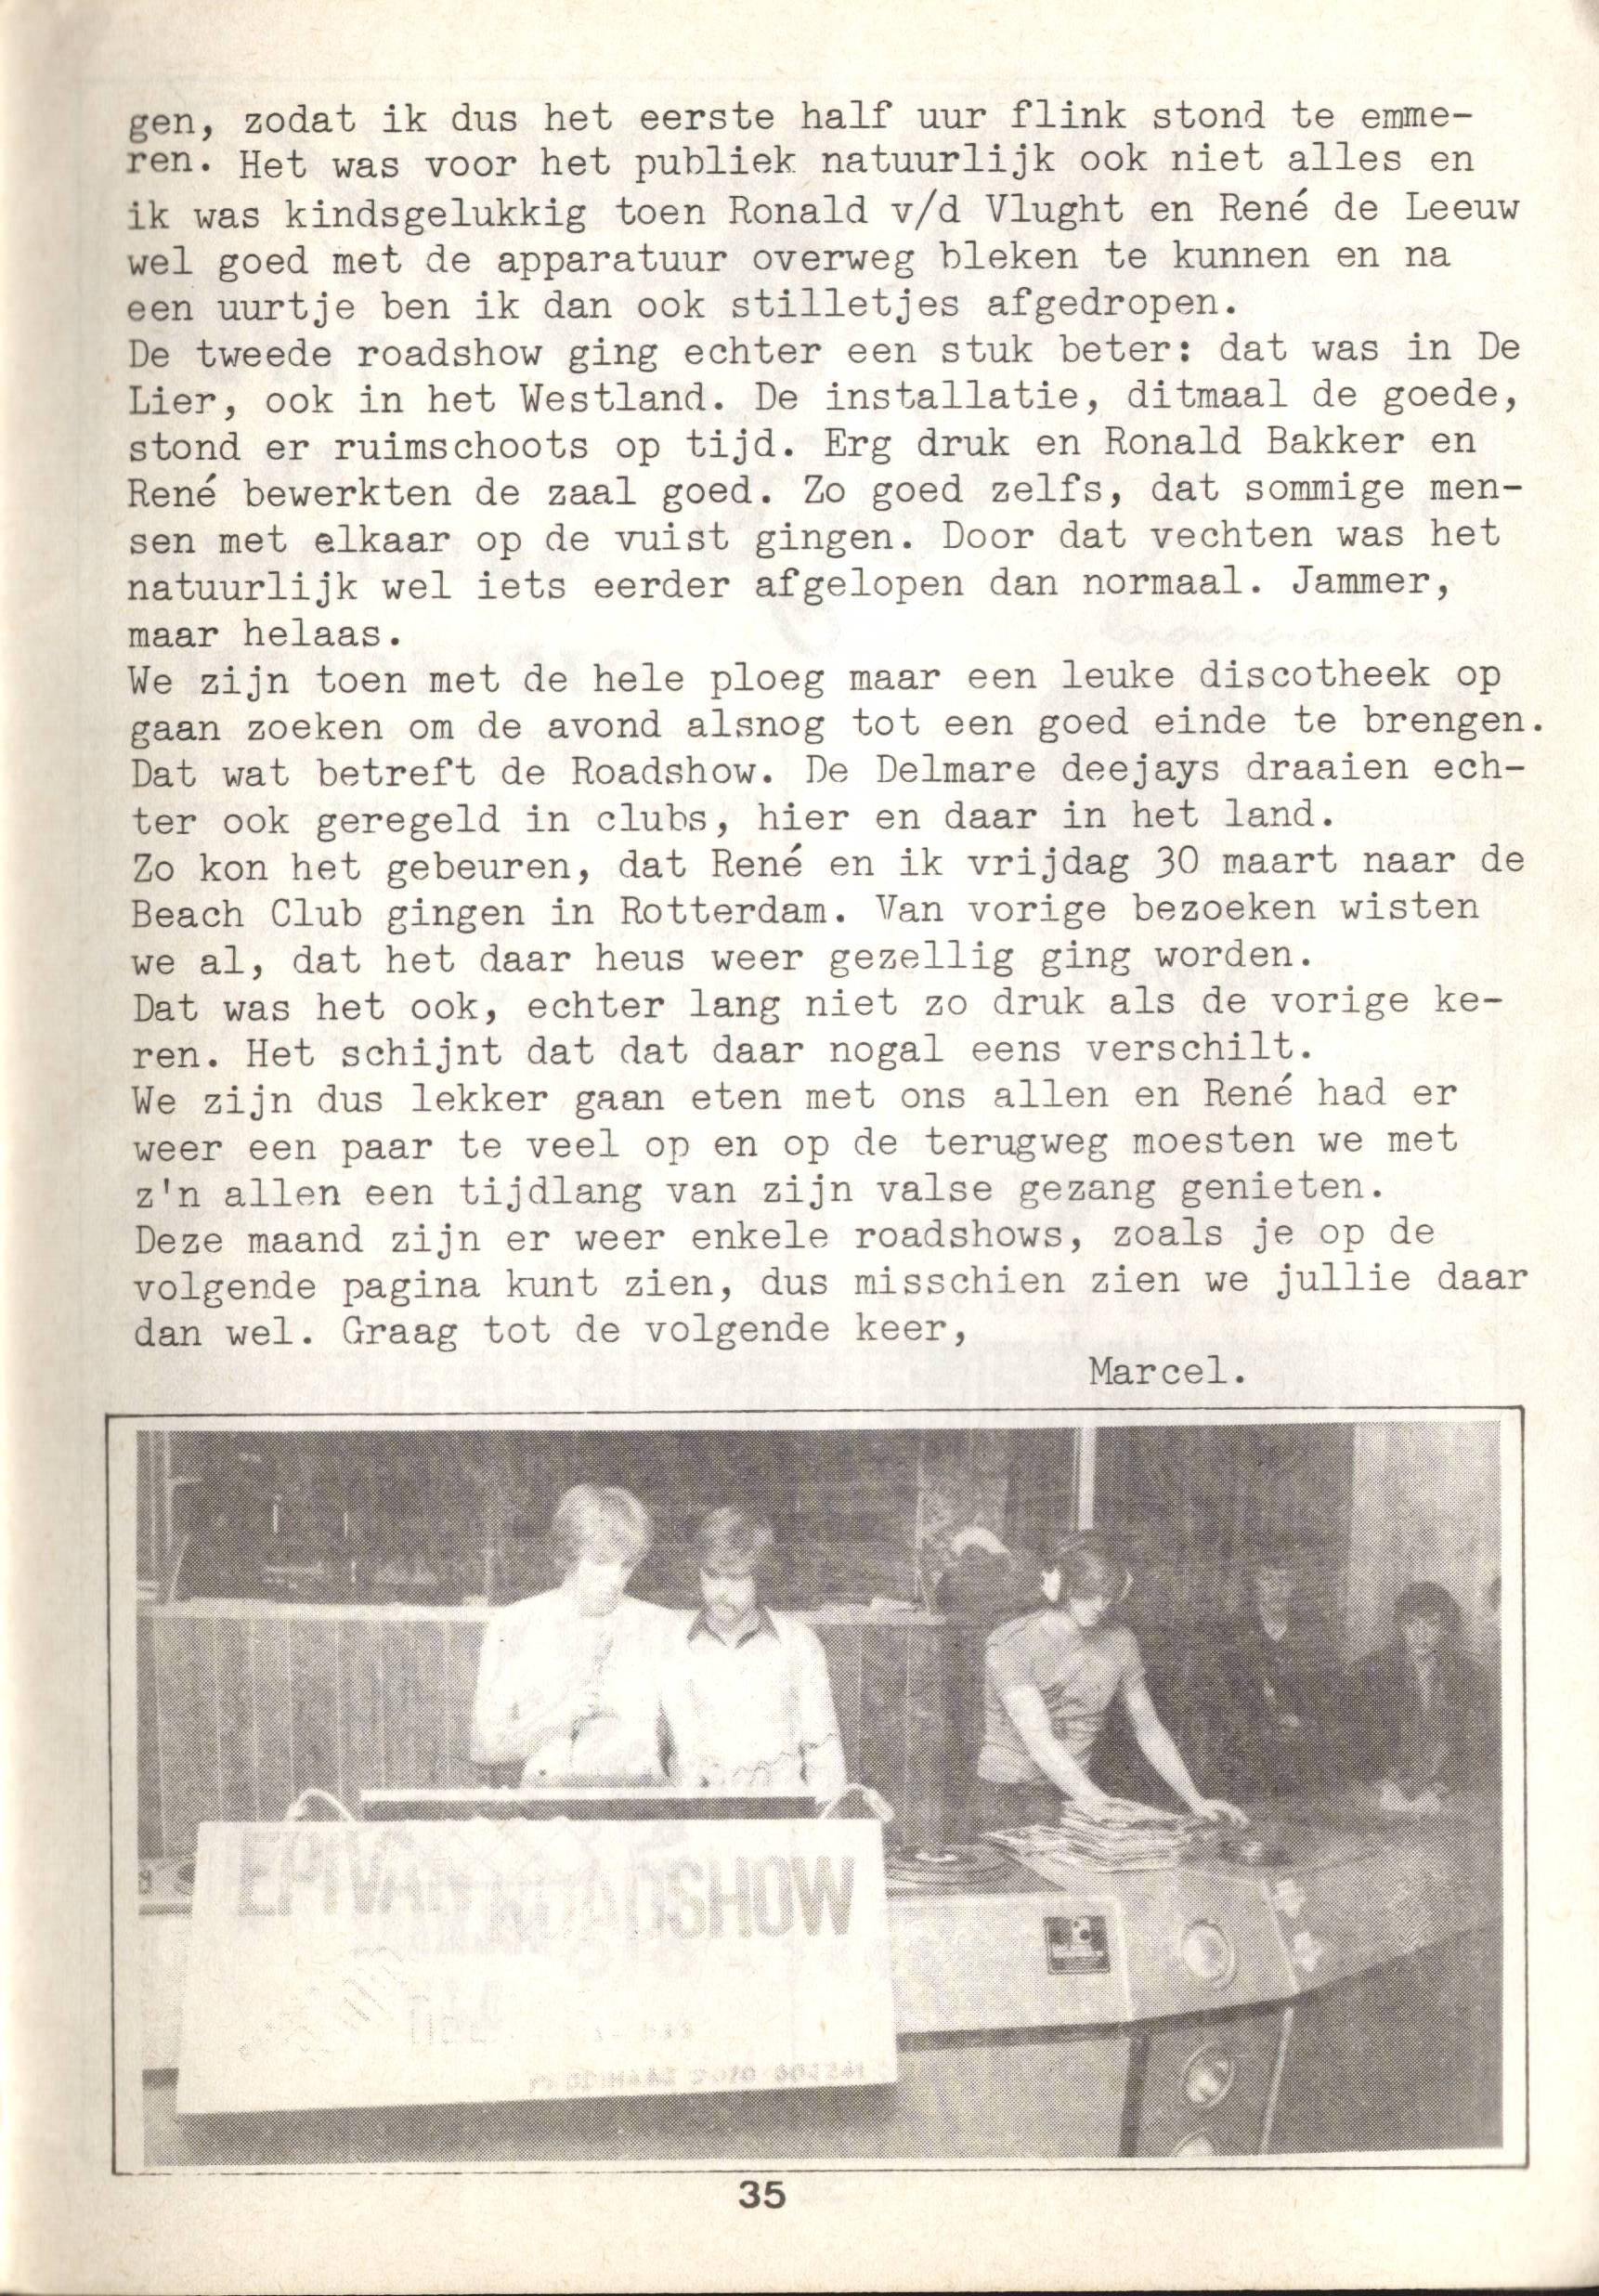 gen, zodat ik dus het eerste half uur flink stond te emme-
ren. Het was voor het publiek natuurlijk ook niet alles en
ik was kindsgelukkig toen Ronald v/d Vlught en René de Leeuw
wel goed met de apparatuur overweg bleken te kunnen en na
een uurtje ben ik dan ook stilletjes afgedropen.
De tweede roadshow ging echter een stuk beter: dat was in De
Lier, ook in het Westland. De installatie, ditmaal de goede,
stond er ruimschoots op tijd. Erg druk en Ronald Bakker en
René bewerkten de zaal goed. Zo goed zelfs, dat sommige men-
sen met elkaar op de vuist gingen. Door dat vechten was het
natuurlijk wel iets eerder afgelopen dan normaal. Jammer,
maar helaas.
We zijn toen met de hele ploeg maar een leuke discotheek op
gaan zoeken om de avond alsnog tot een goed einde te brengen.
Dat wat betreft de Roadshow. De Delmare deejays draaien ech-
ter ook geregeld in clubs, hier en daar in het land.
Zo kon het gebeuren, dat René en ik vrijdag 30 maart naar de
Beach Club gingen in Rotterdam. Van vorige bezoeken wisten
we al, dat het daar heus weer gezellig ging worden.
Dat was het ook, echter lang niet zo druk als de vorige ke-
ren. Het schijnt dat dat daar nogal eens verschilt.
We zijn dus lekker gaan eten met ons allen en René had er
weer een paar te veel op en op de terugweg moesten we met
z'n allen een tijdlang van zijn valse gezang genieten.
Deze maand zijn er weer enkele roadshows, zoals je op de
volgende pagina kunt zien, dus misschien zien we jullie daar
dan wel. Graag tot de volgende keer,
Marcel.
ROADSHOW
35